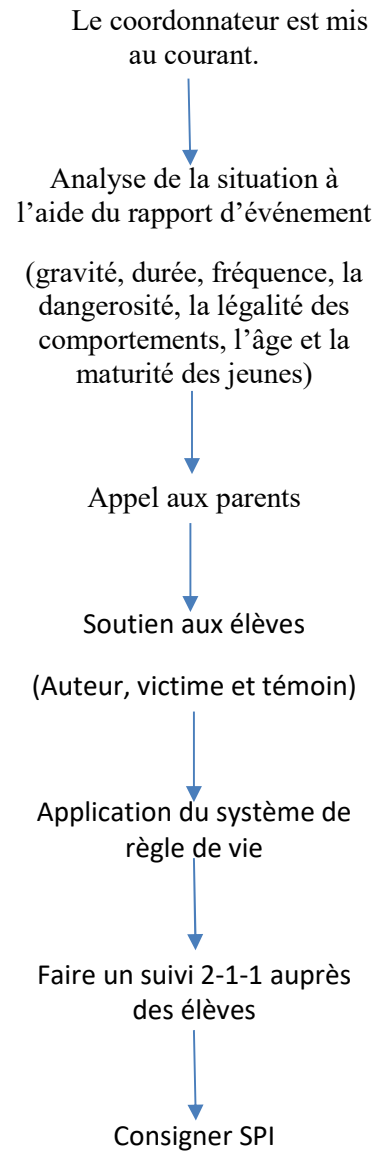 Le coordonnateur est mis
au courant.
Analyse de la situation à
l’aide du rapport d’événement
(gravité, durée, fréquence, la
dangerosité, la légalité des
comportements, l’âge et la
maturité des jeunes)
Appel aux parents
Soutien aux élèves
(Auteur, victime et témoin)
Application du système de
règle de vie
Faire un suivi 2-1-1 auprès
des élèves
Consigner SPI